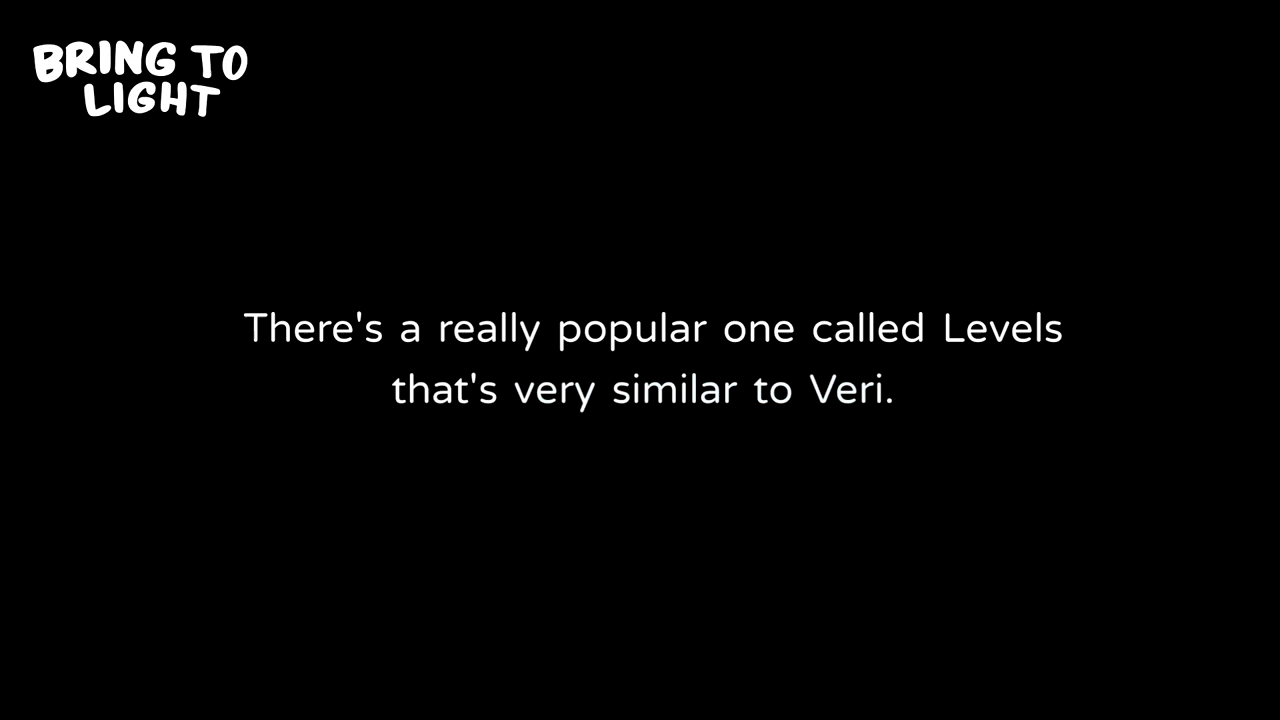 BRING TO
LIGHT
There's a really popular one called Levels
that's very similar to Veri.